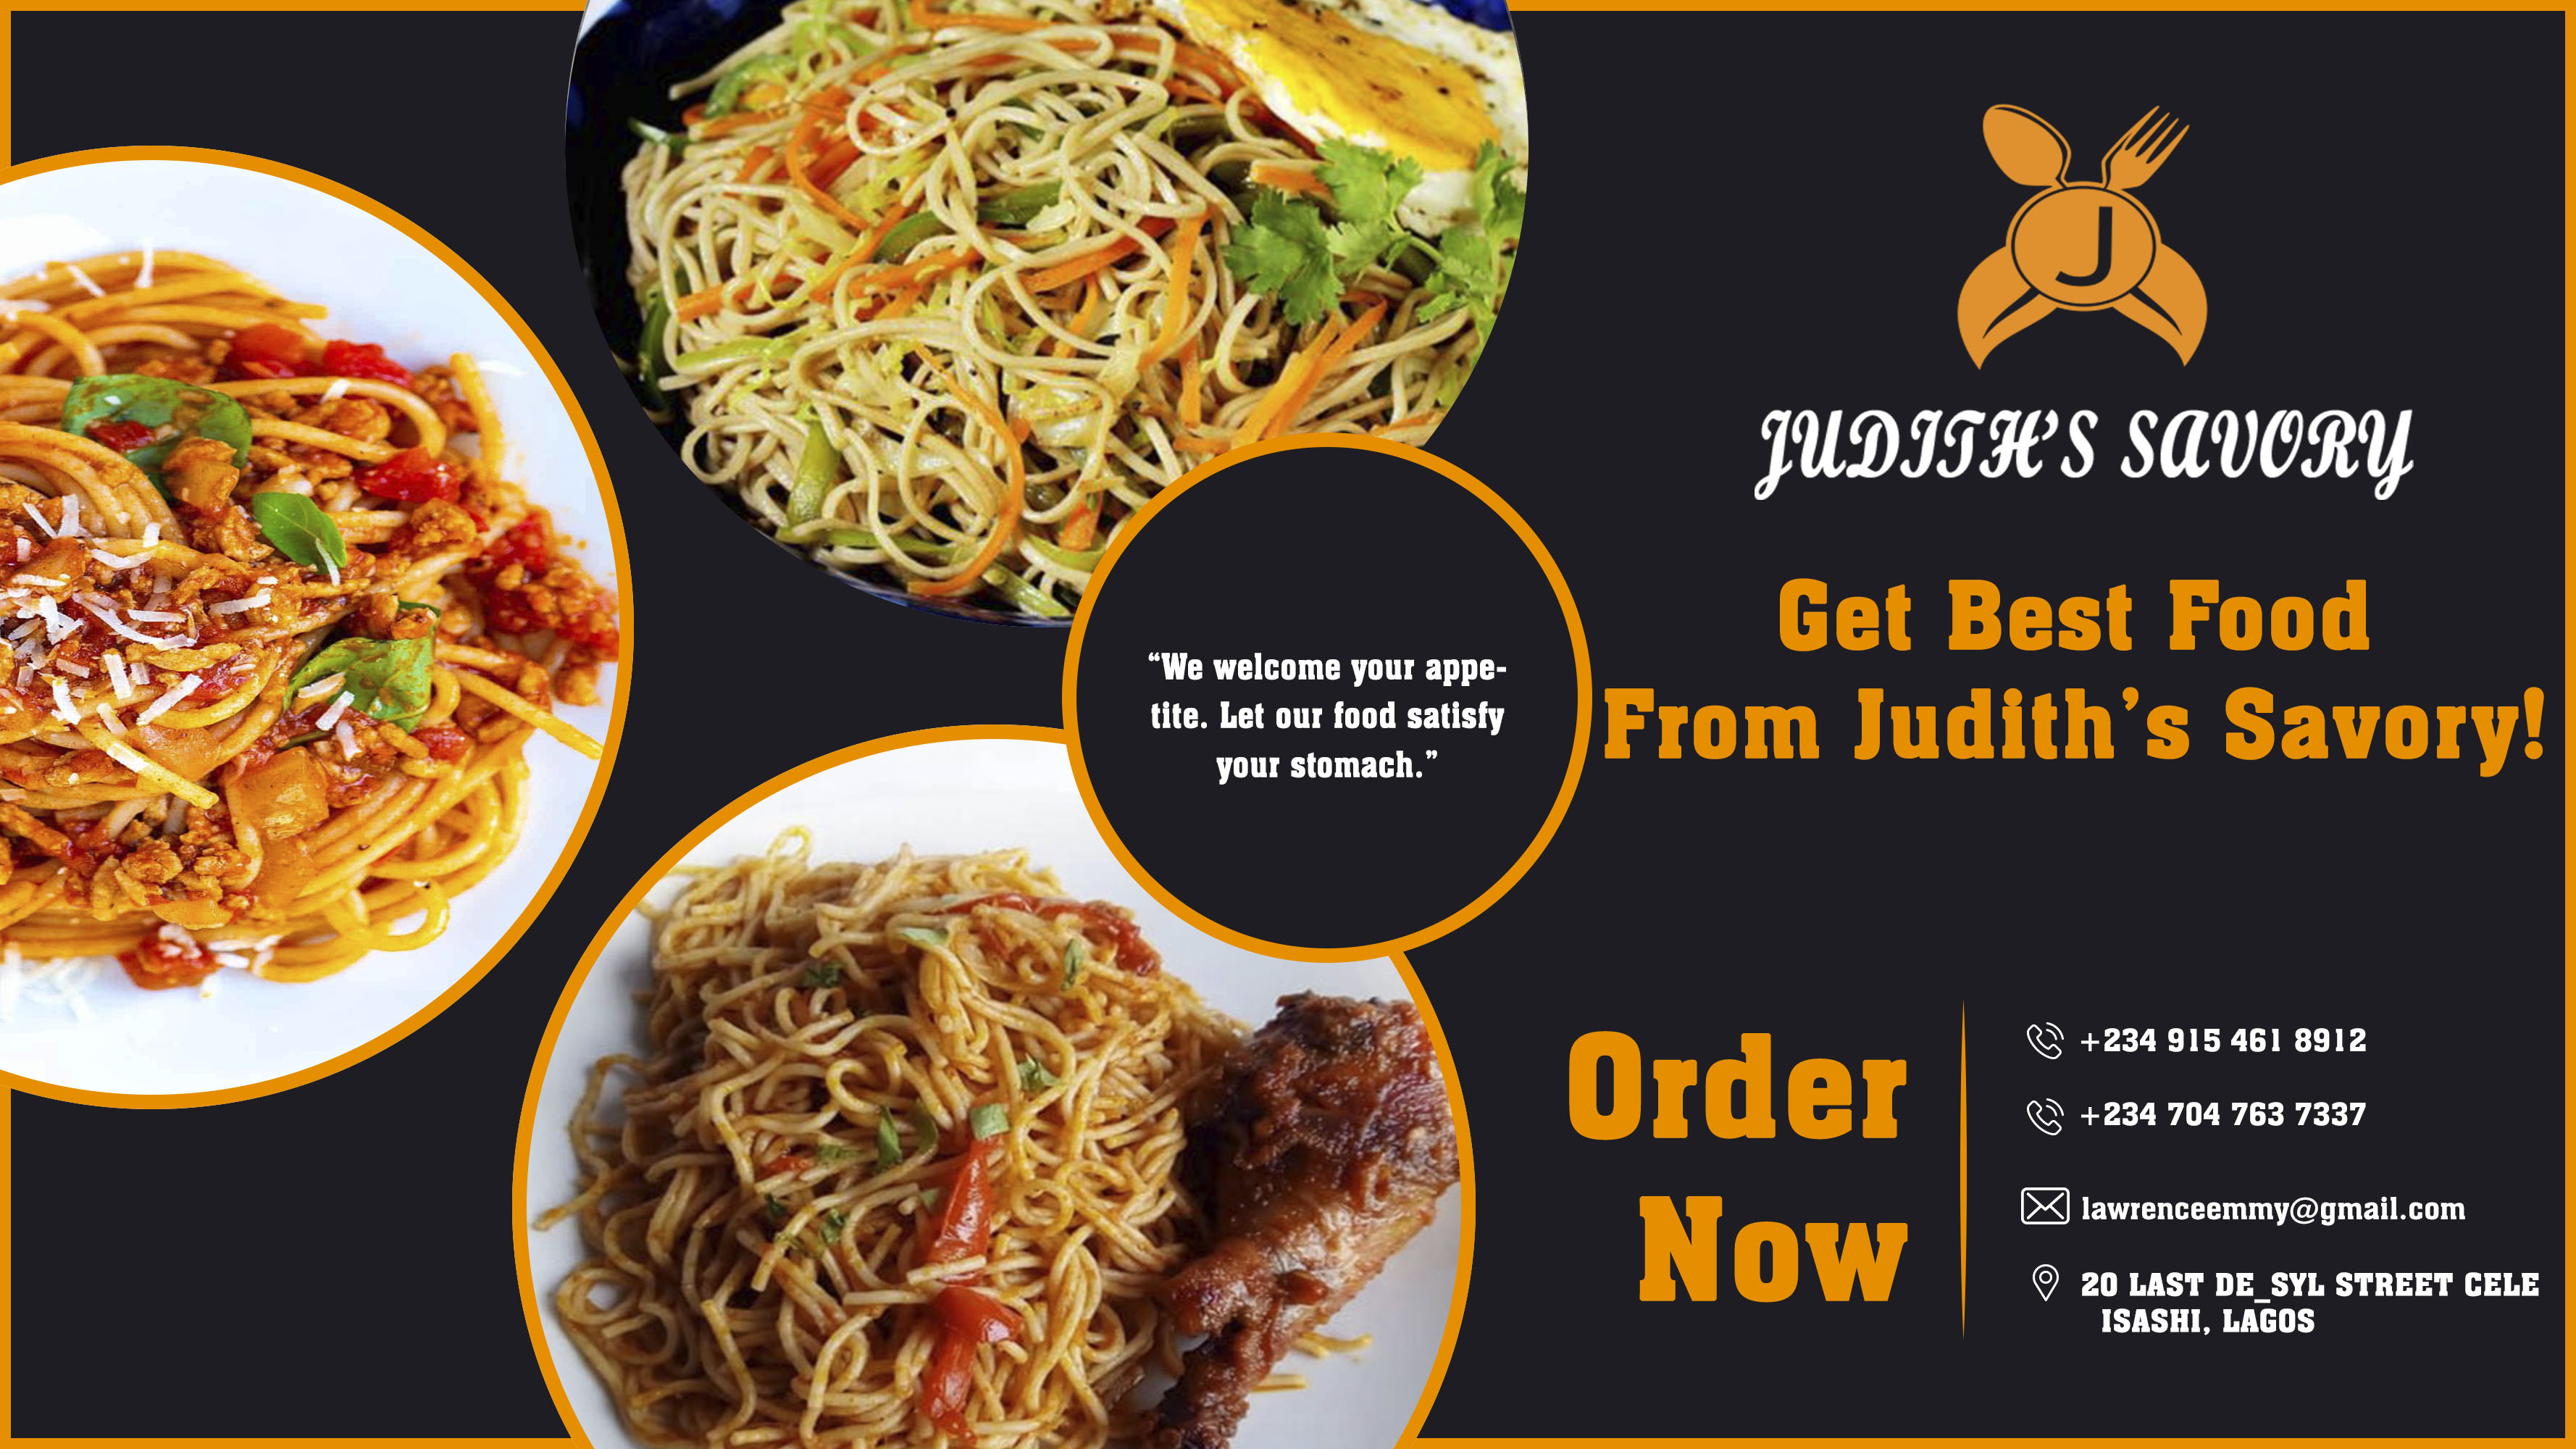 J
JUDITH'S SAVORY
Get Best Food
From Judith's Savory!
“We welcome your appe-
tite. Let our food satisfy
your stomach.”
Order
Now
+234 915 461 8912
+234 704 763 7337
lawrenceemmy@gmail.com
20 LAST DE_SYL STREET CELE
ISASHI, LAGOS